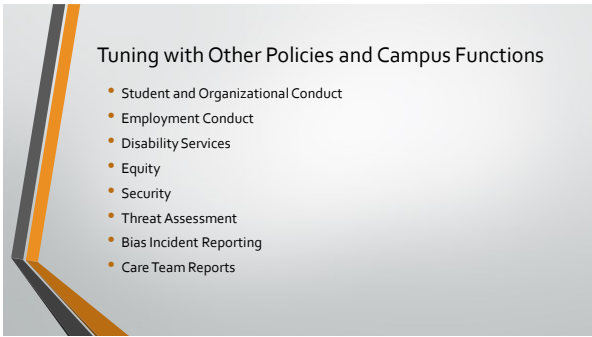 Tuning with Other Policies and Campus Functions
• Student and Organizational Conduct
• Employment Conduct
• Disability Services
• Equity
• Security
• Threat Assessment
• Bias Incident Reporting
• Care Team Reports